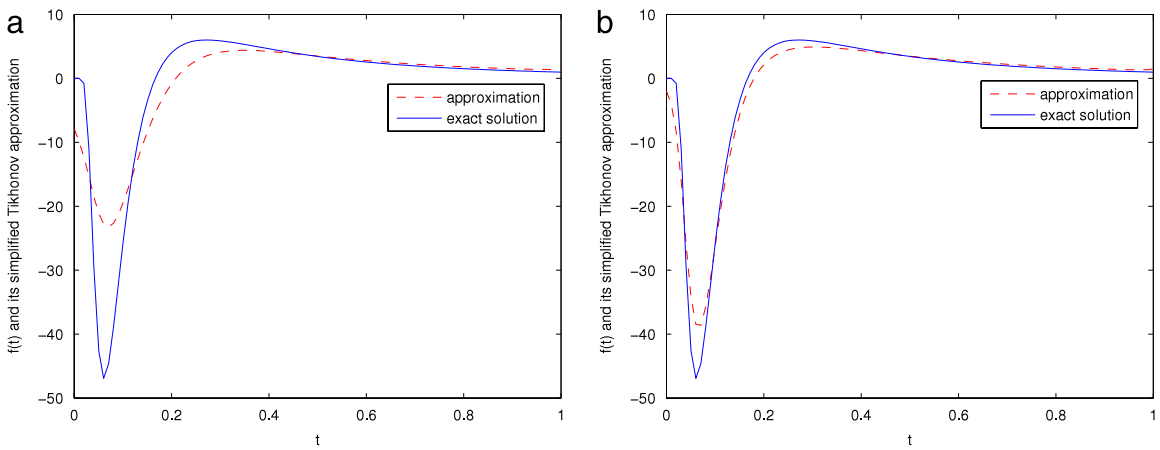 a
10
0
−10
−20
−30
−40
−50
0
0.2
0.4
0.6
0.8
1
t
f(t) and its simplified Tikhonov approximation
approximation
exact solution
b
10
0
−10
−20
−30
−40
−50
0
0.2
0.4
0.6
0.8
1
t
f(t) and its simplified Tikhonov approximation
approximation
exact solution